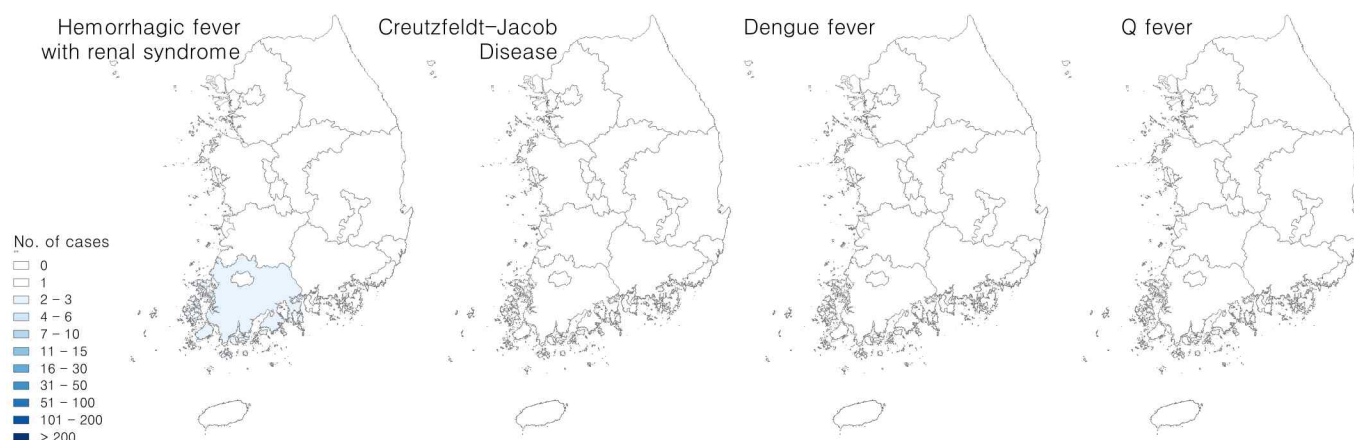 Hemorrhagic fever
with renal syndrome
Creutzfeldt-Jacob
Disease
Dengue fever
Q fever
No. of cases
0
1
2 - 3
4 - 6
7 - 10
11 - 15
16 - 30
31 - 50
51 - 100
101 - 200
> 200